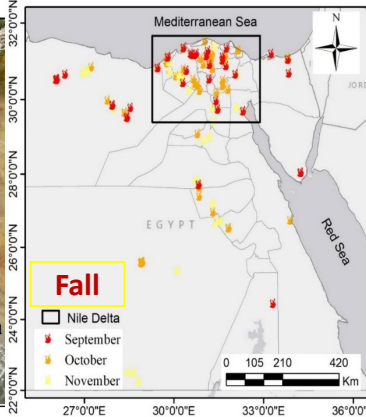 Mediterranean Sea
N
JORD
EGYPT
Red Sea
Fall
Nile Delta
September
October
November
0 105 210 420
Km
32°0'0"N
30°0'0"N
28°0'0"N
26°0'0"N
24°0'0"N
22°0'0"N
27°0'0"E 30°0'0"E 33°0'0"E 36°0'0"